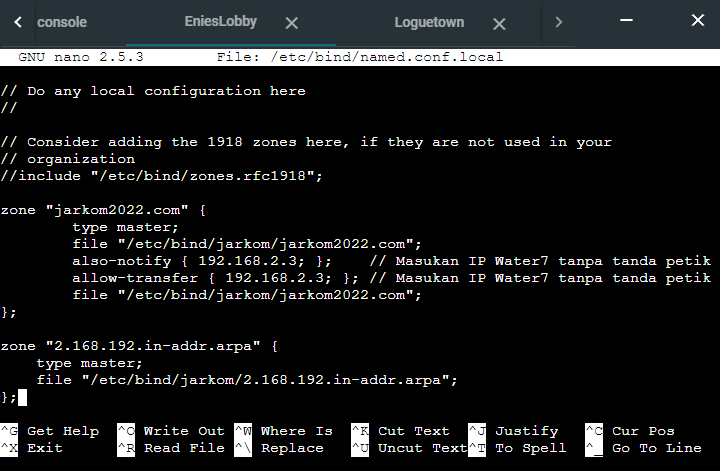 console EniesLobby Loguetown
GNU nano 2.5.3 File: /etc/bind/named.conf.local
// Do any local configuration here
//
// Consider adding the 1918 zones here, if they are not used in your
// organization
//include "/etc/bind/zones.rfc1918";
zone "jarkom2022.com" {
type master;
file "/etc/bind/jarkom/jarkom2022.com";
also-notify { 192.168.2.3; }; // Masukan IP Water7 tanpa tanda petik
allow-transfer { 192.168.2.3; }; // Masukan IP Water7 tanpa tanda petik
file "/etc/bind/jarkom/jarkom2022.com";
};
zone "2.168.192.in-addr.arpa" {
type master;
file "/etc/bind/jarkom/2.168.192.in-addr.arpa";
};
^G Get Help ^O Write Out ^W Where Is ^K Cut Text ^J Justify ^C Cur Pos
^X Exit ^R Read File ^\ Replace ^U Uncut Text ^T To Spell ^_ Go To Line